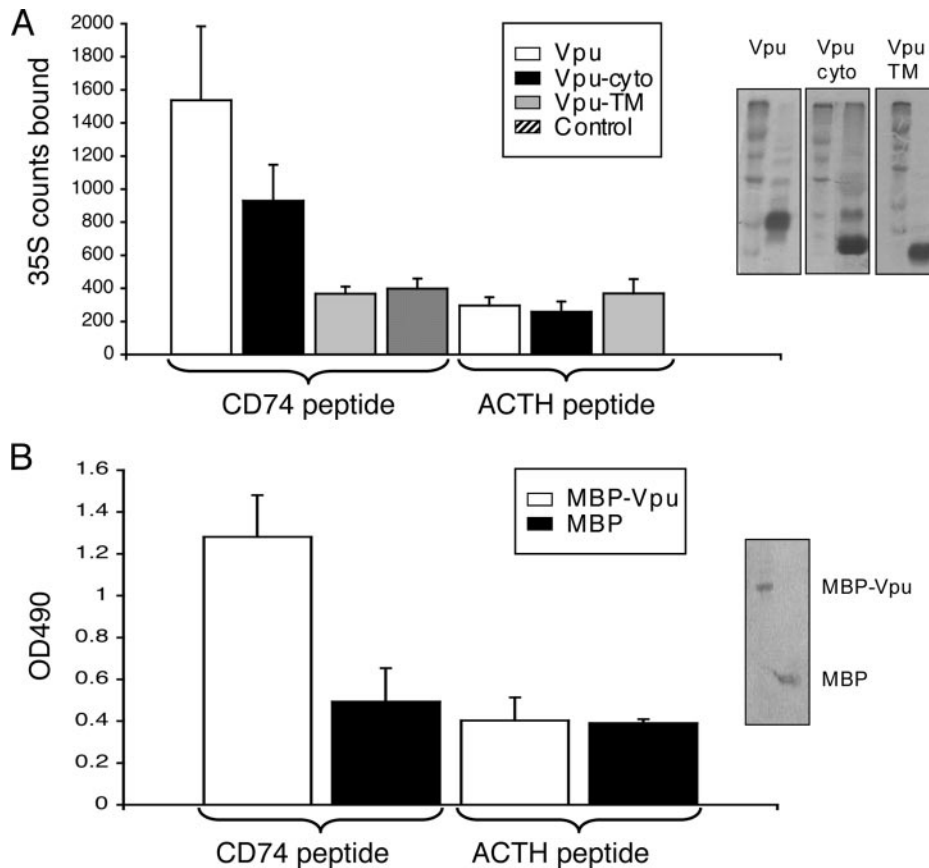 A
2000
1800
1600
1400
1200
1000
800
600
400
200
0
35S counts bound
Vpu
Vpu-cyto
Vpu-TM
Control
CD74 peptide
ACTH peptide
Vpu
Vpu
cyto
Vpu
TM
B
1.6
1.4
1.2
1
0.8
0.6
0.4
0.2
0
OD490
MBP-Vpu
MBP
CD74 peptide
ACTH peptide
MBP-Vpu
MBP